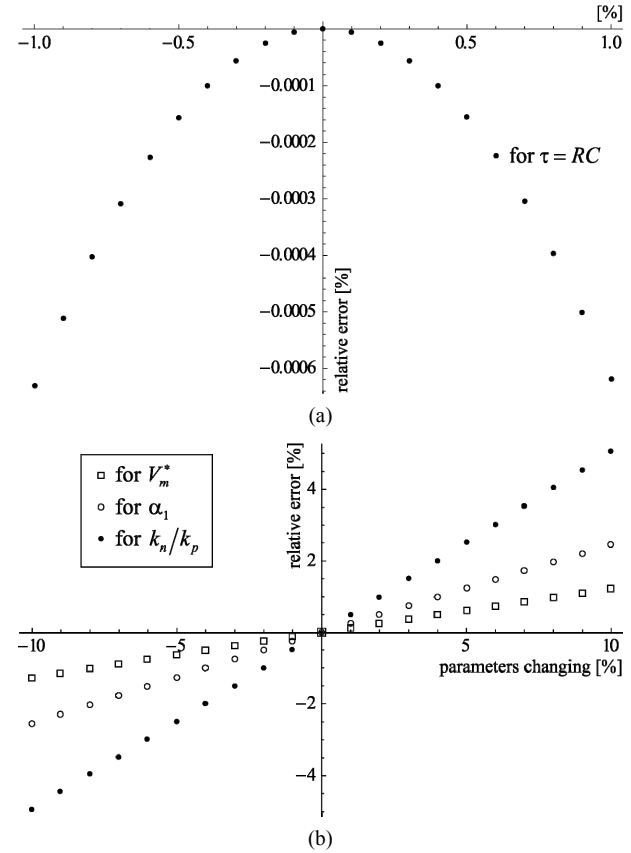 [%]
−1.0 −0.5 0.5 1.0
−0.0001
−0.0002
for τ = RC
−0.0003
−0.0004
−0.0005
−0.0006
relative error [%]
(a)
for V*m
for α1
for kn/kp
relative error [%]
4
2
−10 −5 0 5 10
parameters changing [%]
−2
−4
(b)